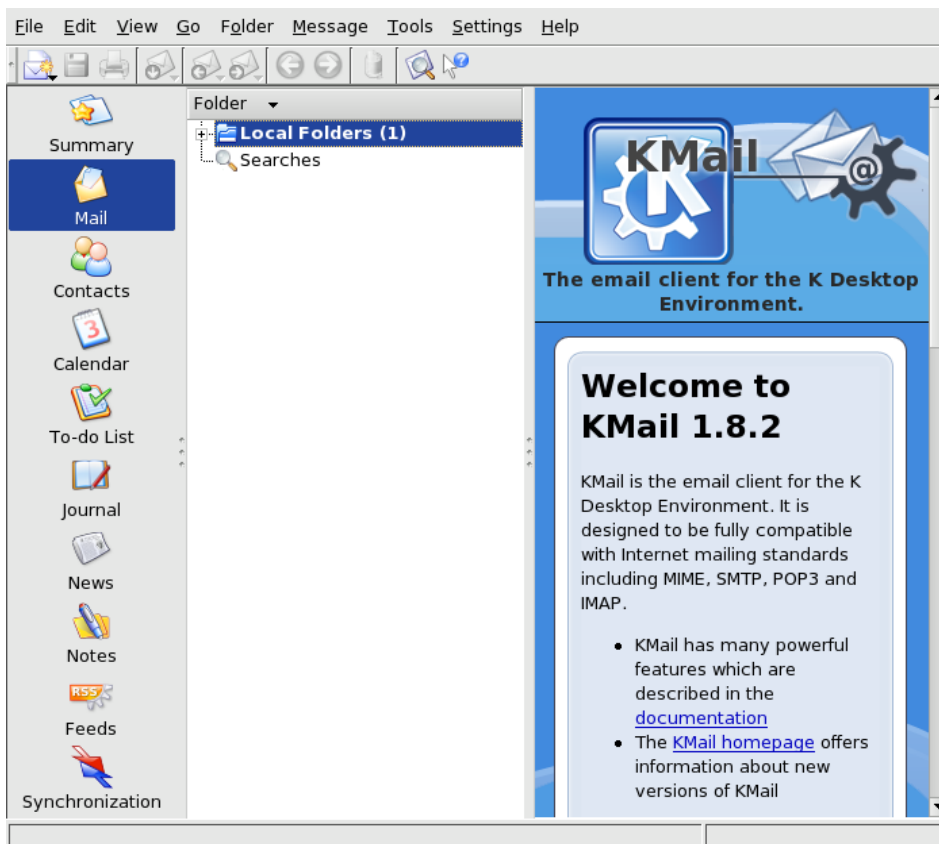 File Edit View Go Folder Message Tools Settings Help
Summary
Mail
Contacts
3
Calendar
To-do List
Journal
News
Notes
RSS
Feeds
Synchronization
Folder
Local Folders (1)
Searches
K
KMail
@
The email client for the K Desktop
Environment.
Welcome to
KMail 1.8.2
KMail is the email client for the K
Desktop Environment. It is
designed to be fully compatible
with Internet mailing standards
including MIME, SMTP, POP3 and
IMAP.
• KMail has many powerful
features which are
described in the
documentation
• The KMail homepage offers
information about new
versions of KMail